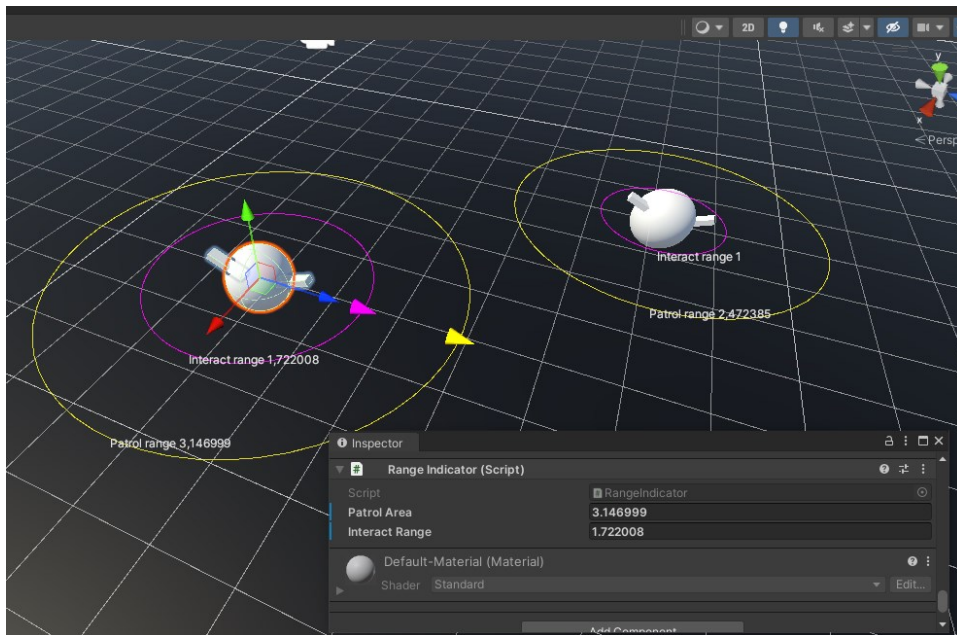 2D
y
x
Persp
Interact range 1
Patrol range 2,472385
Interact range 1,722008
Patrol range 3,146999
Inspector
Range Indicator (Script)
Script RangeIndicator
Patrol Area 3.146999
Interact Range 1.722008
Default-Material (Material)
Shader Standard Edit...
Add Component